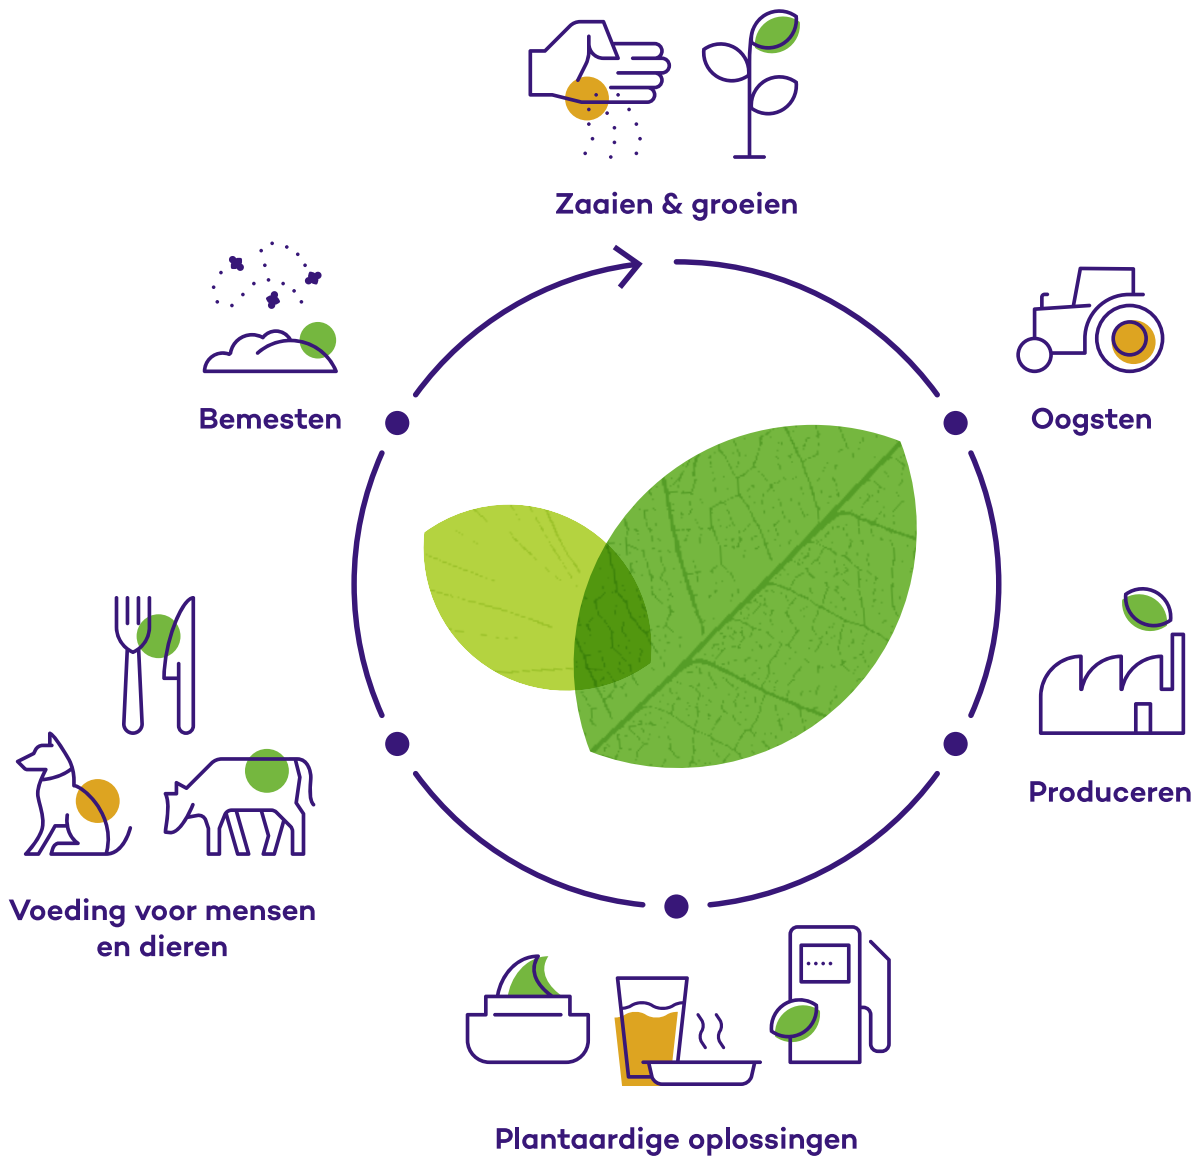 Zaaien & groeien
Oogsten
Produceren
Plantaardige oplossingen
Voeding voor mensen
en dieren
Bemesten